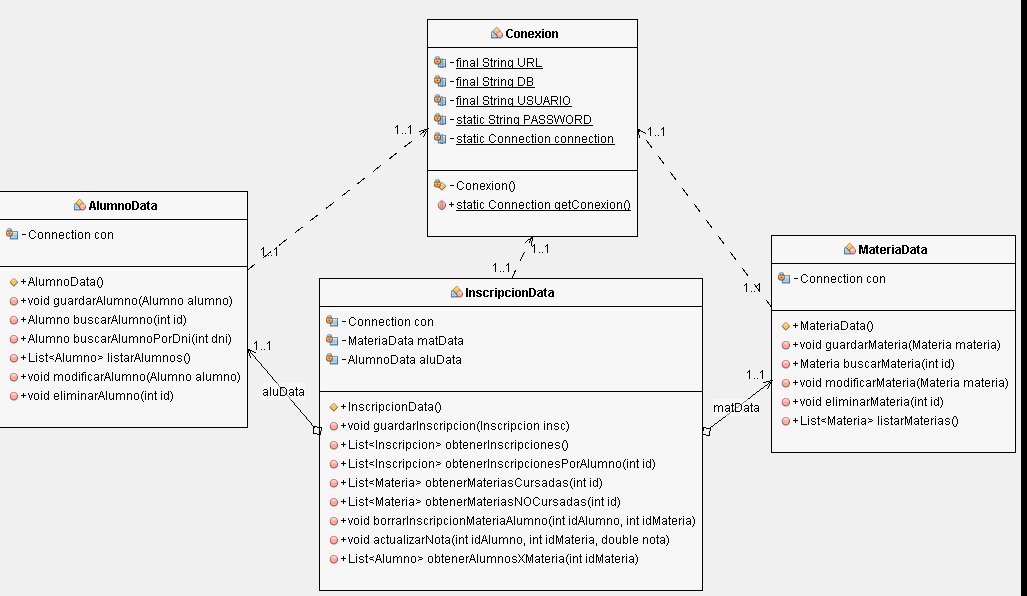 Conexion
-final String URL
-final String DB
-final String USUARIO
-static String PASSWORD
-static Connection connection
-Conexion()
+static Connection getConexion()
1..1
1..1
1..1
1..1
1..1
1..1
AlumnoData
-Connection con
+AlumnoData()
+void guardarAlumno(Alumno alumno)
+Alumno buscarAlumno(int id)
+Alumno buscarAlumnoPorDni(int dni)
+List<Alumno> listarAlumnos()
+void modificarAlumno(Alumno alumno)
+void eliminarAlumno(int id)
InscripcionData
-Connection con
-MateriaData matData
-AlumnoData aluData
+InscripcionData()
+void guardarInscripcion(Inscripcion insc)
+List<Inscripcion> obtenerInscripciones()
+List<Inscripcion> obtenerInscripcionesPorAlumno(int id)
+List<Materia> obtenerMateriasCursadas(int id)
+List<Materia> obtenerMateriasNOCursadas(int id)
+void borrarInscripcionMateriaAlumno(int idAlumno, int idMateria)
+void actualizarNota(int idAlumno, int idMateria, double nota)
+List<Alumno> obtenerAlumnosXMateria(int idMateria)
1..1
aluData
1..1
matData
MateriaData
-Connection con
+MateriaData()
+void guardarMateria(Materia materia)
+Materia buscarMateria(int id)
+void modificarMateria(Materia materia)
+void eliminarMateria(int id)
+List<Materia> listarMaterias()